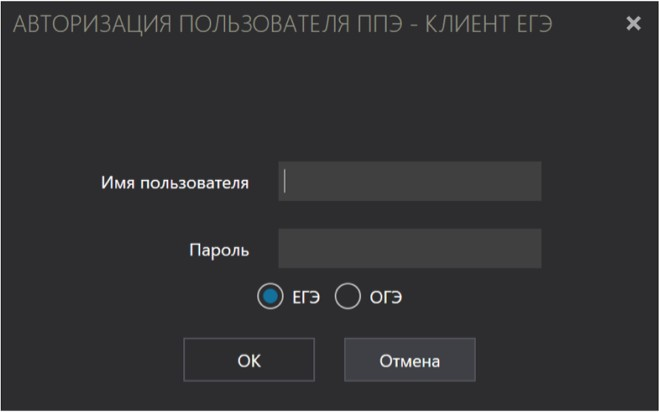 АВТОРИЗАЦИЯ ПОЛЬЗОВАТЕЛЯ ППЭ - КЛИЕНТ ЕГЭ
Имя пользователя
Пароль
ЕГЭ ОГЭ
ОК Отмена